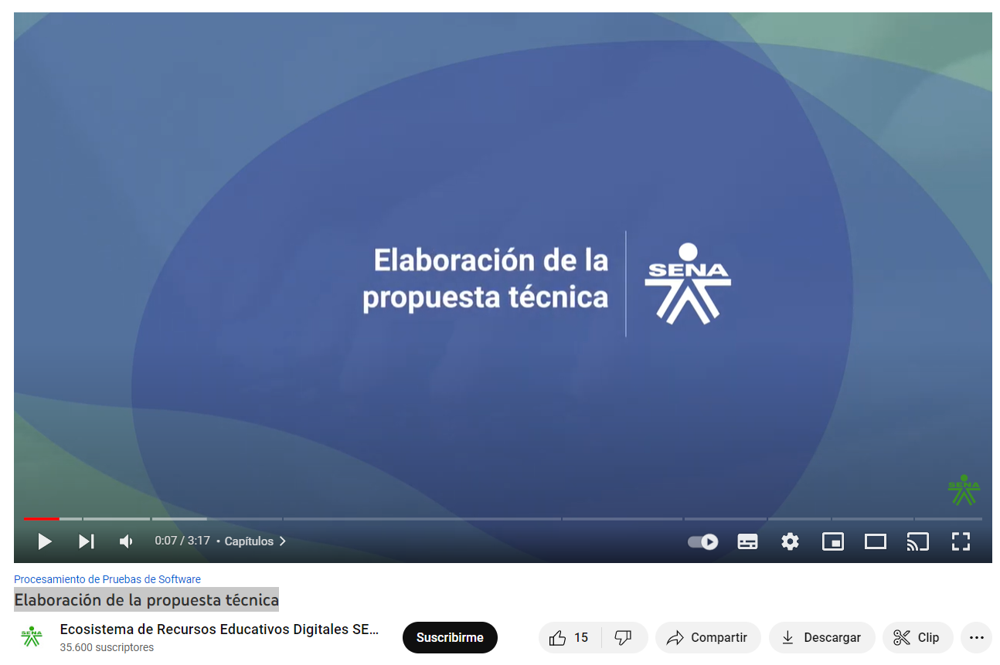 Elaboración de la
propuesta técnica
SENA
SENA
0:07 / 3:17 • Capítulos
Procesamiento de Pruebas de Software
Elaboración de la propuesta técnica
SENA
Ecosistema de Recursos Educativos Digitales SE...
35.600 suscriptores
Suscribirme
15
Compartir
Descargar
Clip